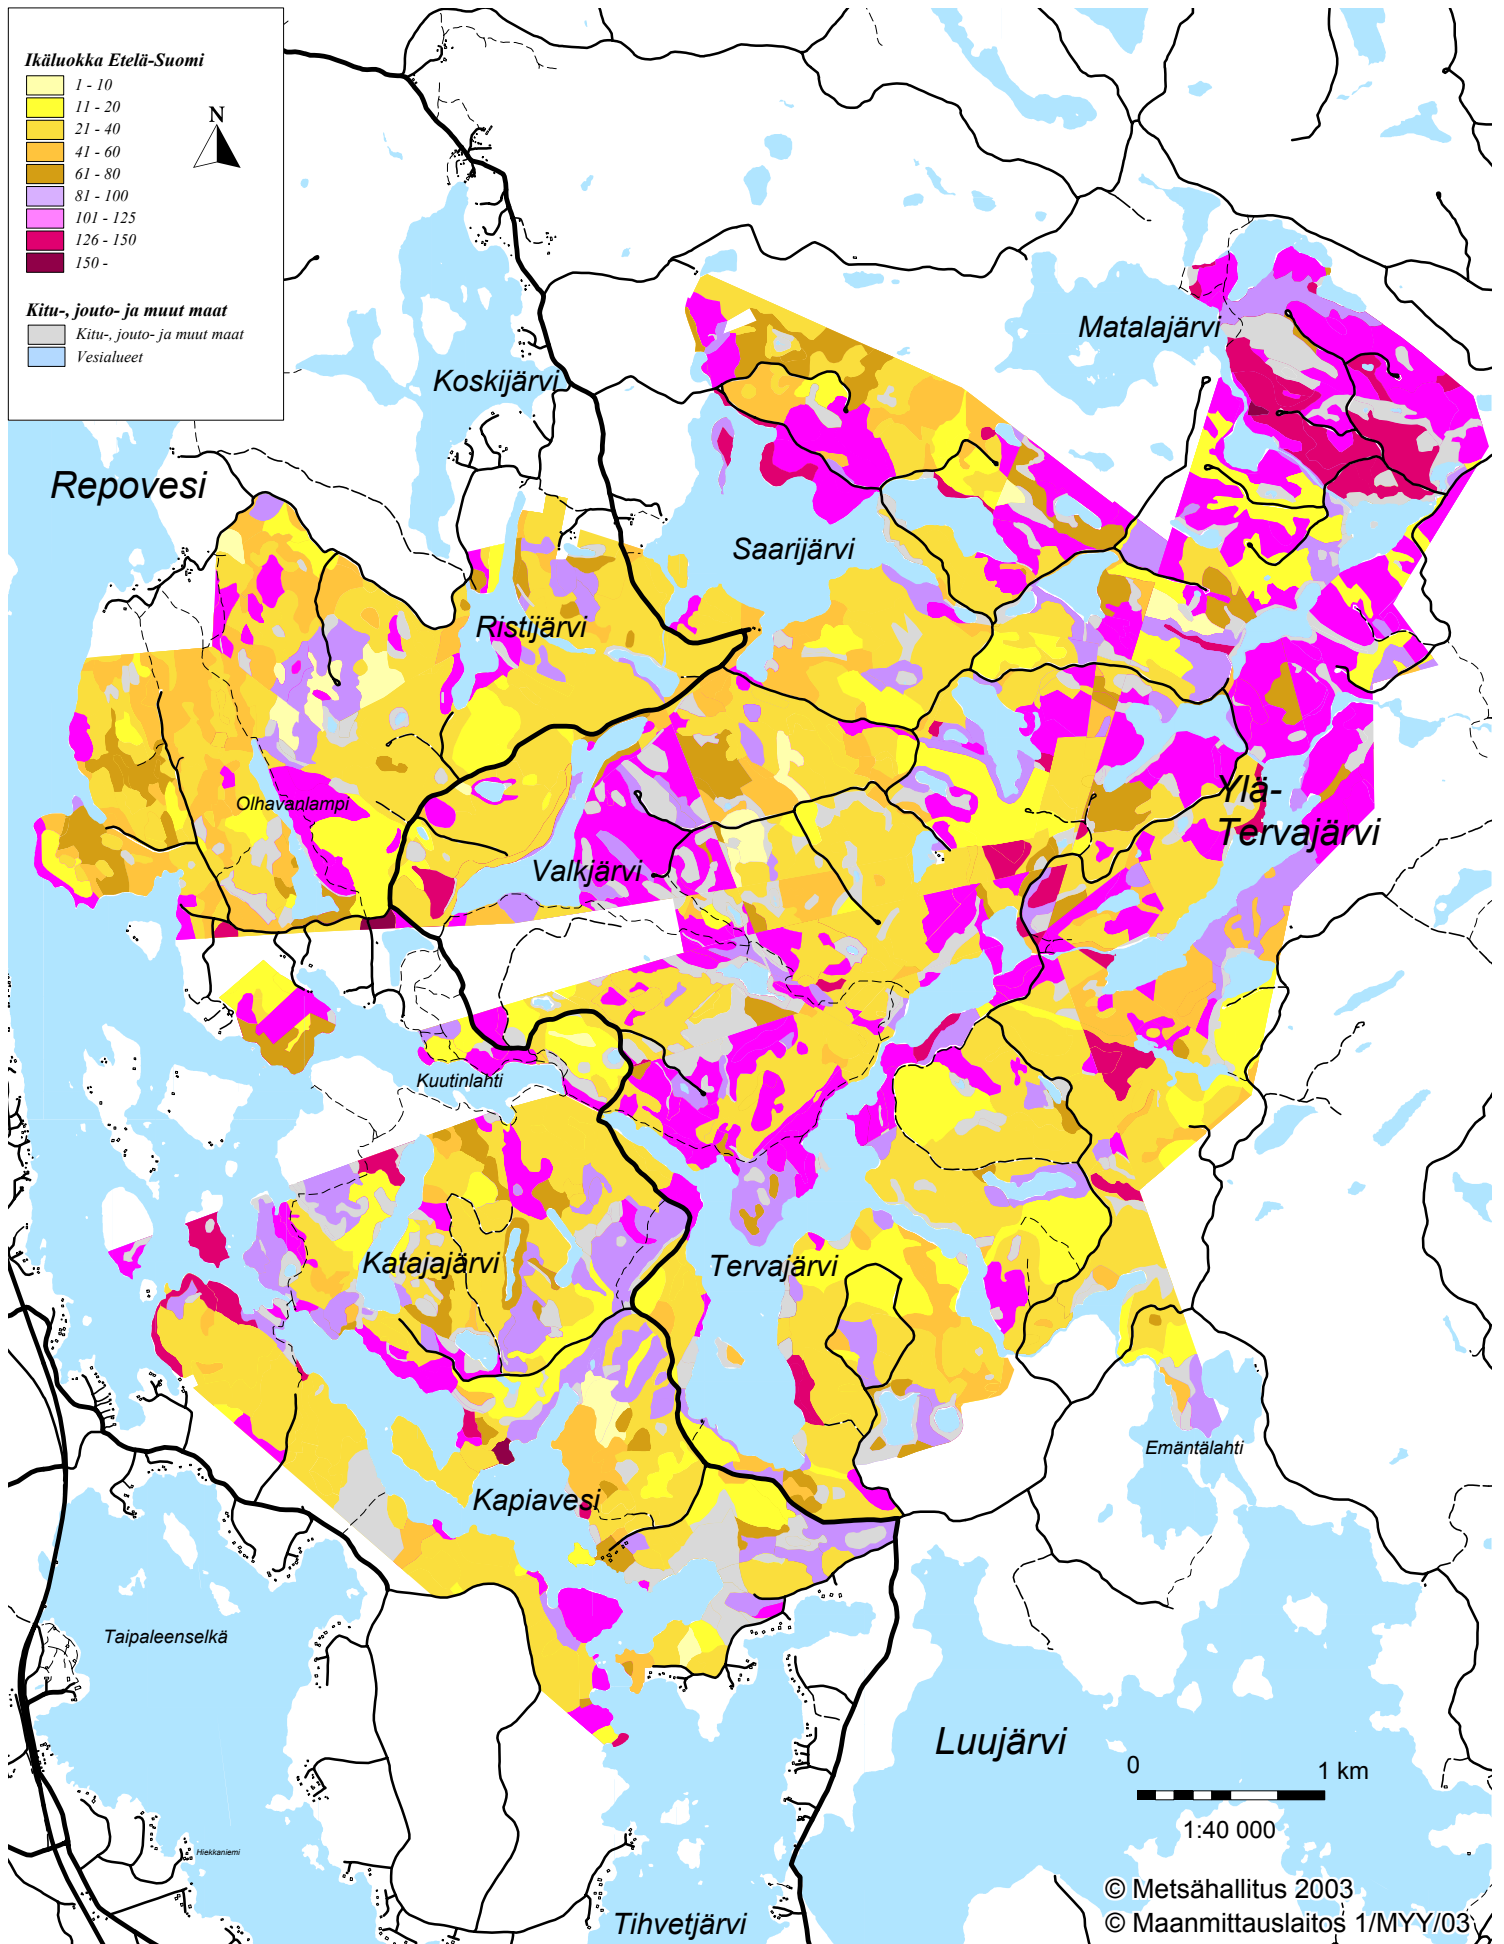 Ikäluokka Etelä-Suomi
1 - 10
11 - 20
21 - 40
41 - 60
61 - 80
81 - 100
101 - 125
126 - 150
150 -
N
Kitu-, jouto- ja muut maat
Kitu-, jouto- ja muut maat
Vesialueet
Matalajärvi
Koskijärvi
Repovesi
Saarijärvi
Ristijärvi
Olhavanlampi
Ylä-
Tervajärvi
Valkjärvi
Kuutinlahti
Katajajärvi
Tervajärvi
Emäntälahti
Kapiavesi
Taipaleenselkä
Luujärvi
0 1 km
1:40 000
Hiekkaniemi
© Metsähallitus 2003
© Maanmittauslaitos 1/MYY/03
Tihvetjärvi